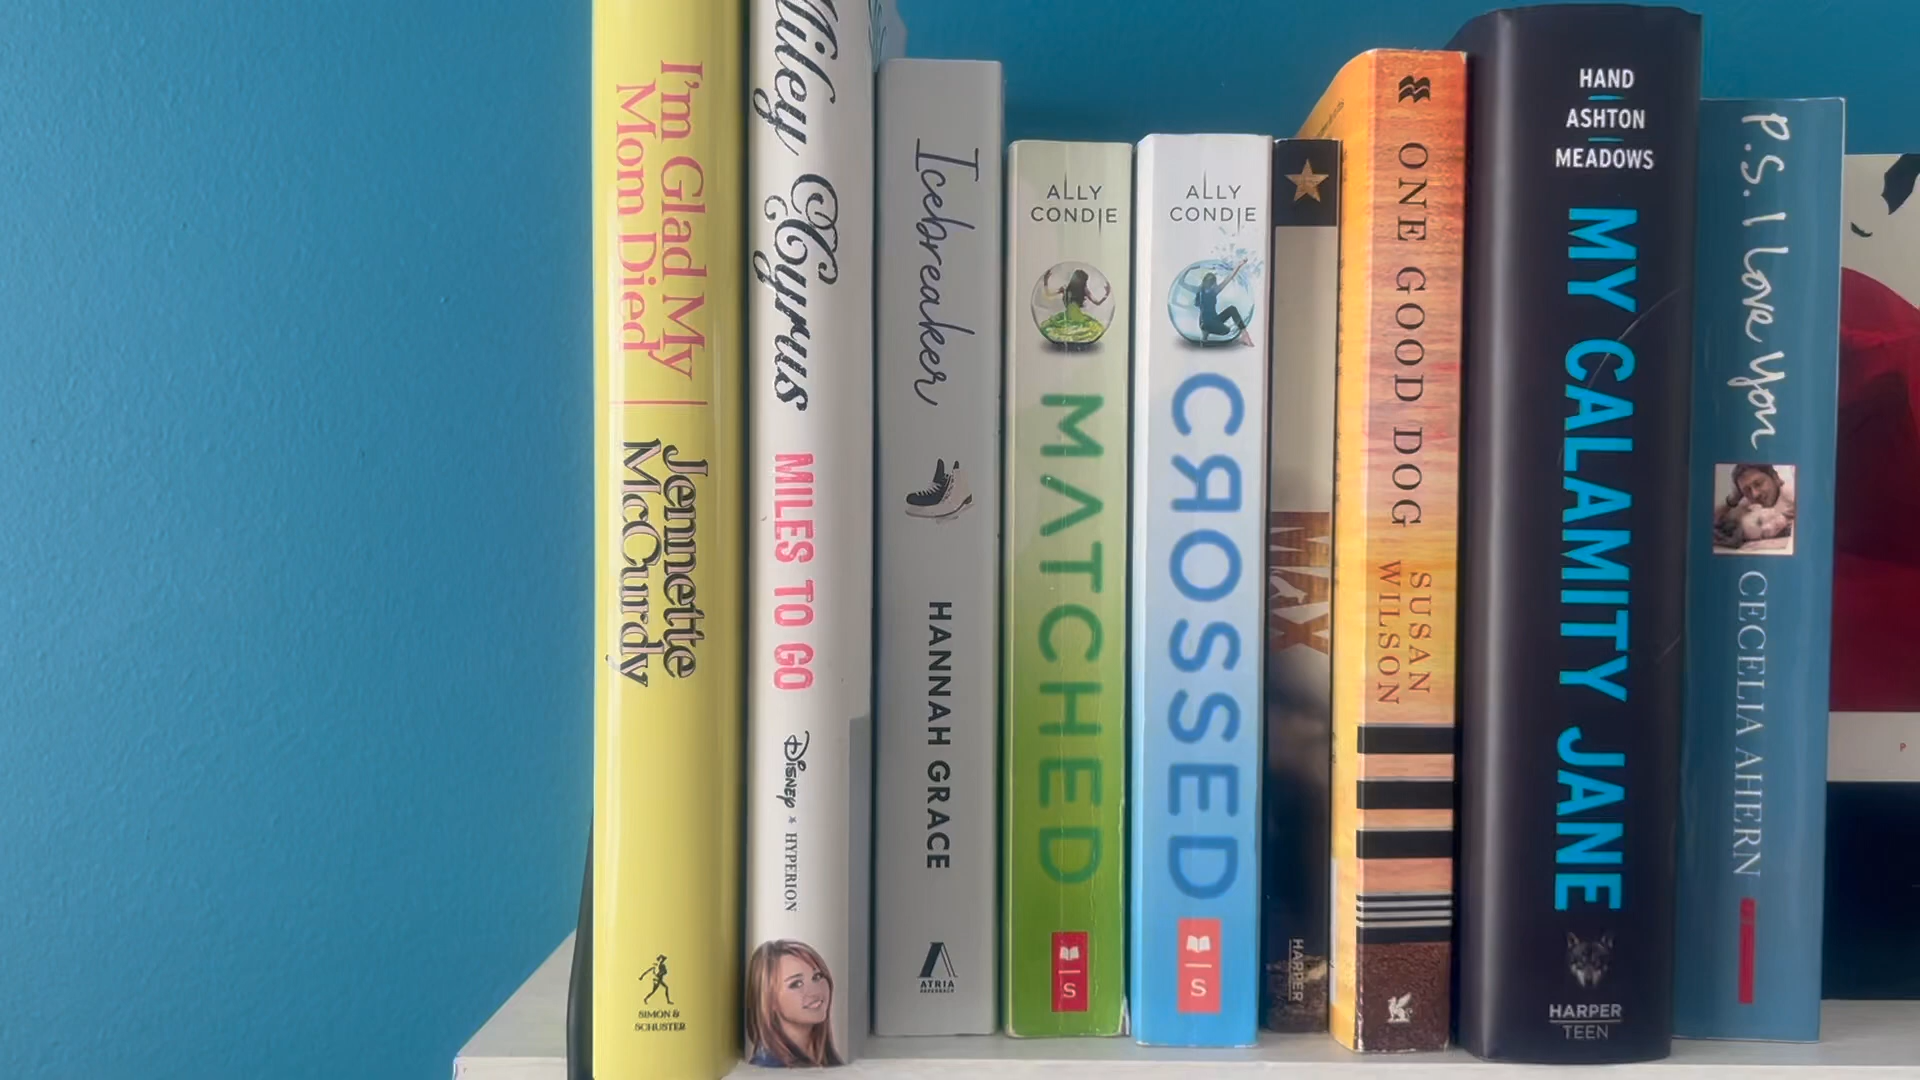 I'm Glad My
Mom Died
Jennette
McCurdy
SIMON &
SCHUSTER
Miley Cyrus
MILES TO GO
Disney * HYPERION
Icebreaker
HANNAH GRACE
ATRIA
PAPERBACK
ALLY
CONDIE
MATCHED
S
ALLY
CONDIE
CROSSED
S
MAX
HARPER
ONE GOOD DOG
SUSAN
WILSON
HAND
ASHTON
MEADOWS
MY CALAMITY JANE
HARPER
TEEN
P.S. I Love You
CECELIA AHERN
P